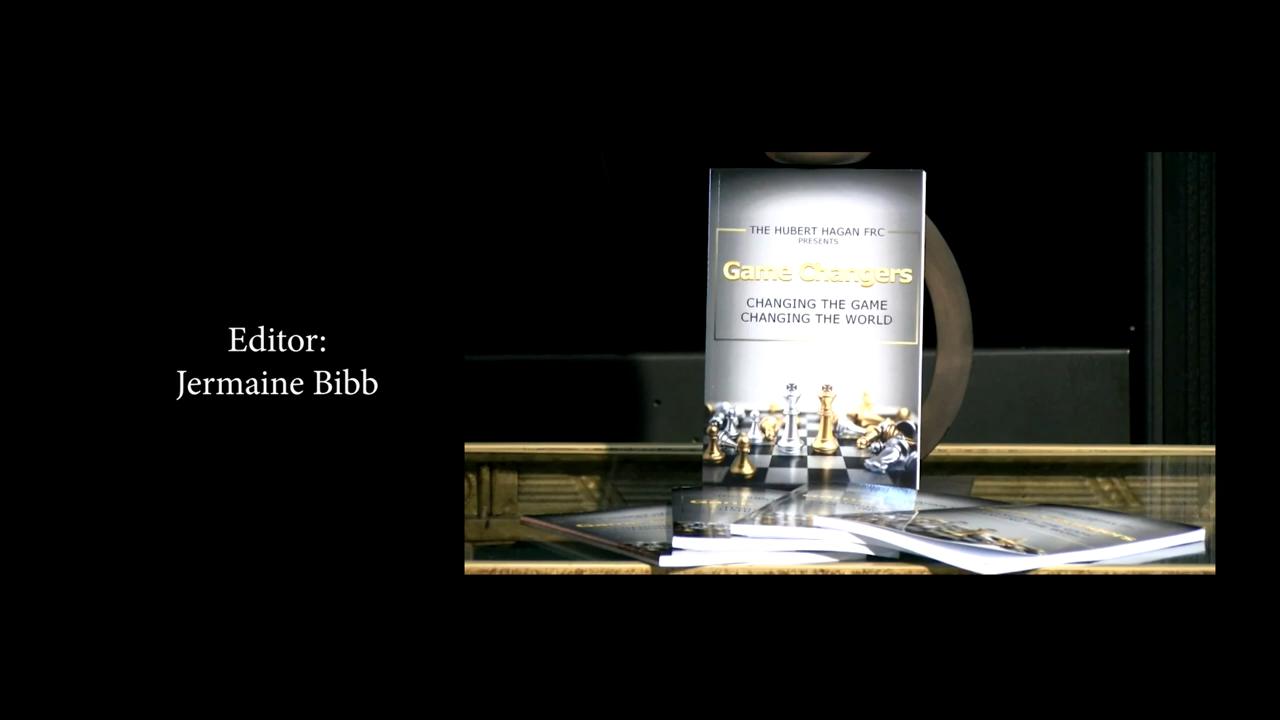 Editor:
Jermaine Bibb
THE HUBERT HAGAN FRC
PRESENTS
Game Changers
CHANGING THE GAME
CHANGING THE WORLD